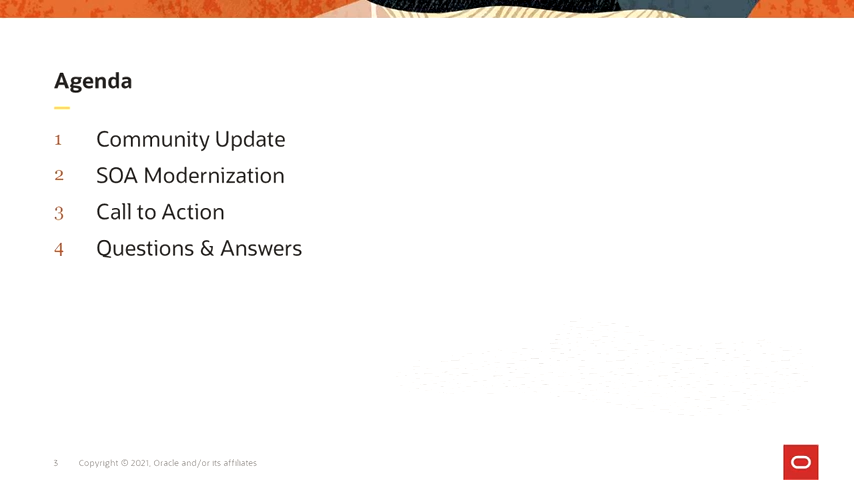 Agenda
1 Community Update
2 SOA Modernization
3 Call to Action
4 Questions & Answers
3 Copyright © 2021, Oracle and/or its affiliates